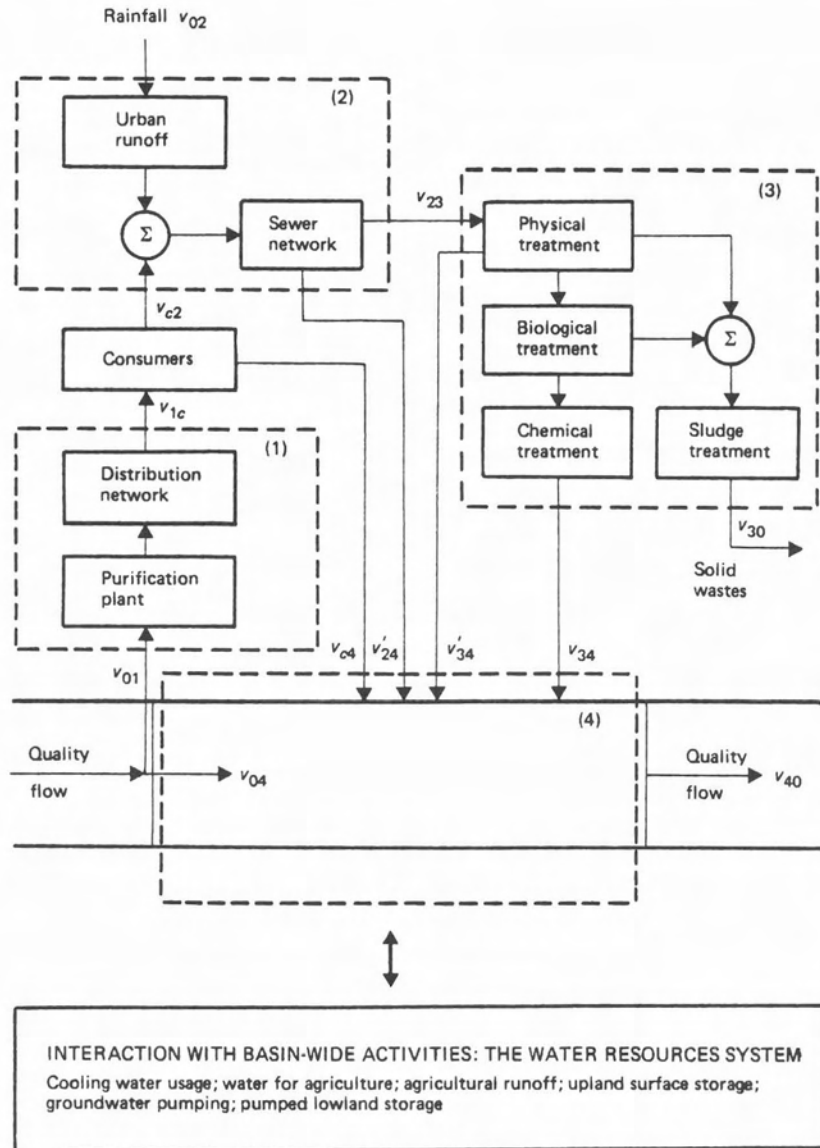 Rainfall v02
(2)
Urban
runoff
Σ
Sewer
network
v23
(3)
Physical
treatment
Biological
treatment
Σ
Chemical
treatment
Sludge
treatment
v30
Solid
wastes
vc2
Consumers
v1c
(1)
Distribution
network
Purification
plant
v01
vc4
v′24
v′34
v34
(4)
Quality
flow
v04
Quality
flow
v40
INTERACTION WITH BASIN-WIDE ACTIVITIES: THE WATER RESOURCES SYSTEM
Cooling water usage; water for agriculture; agricultural runoff; upland surface storage;
groundwater pumping; pumped lowland storage